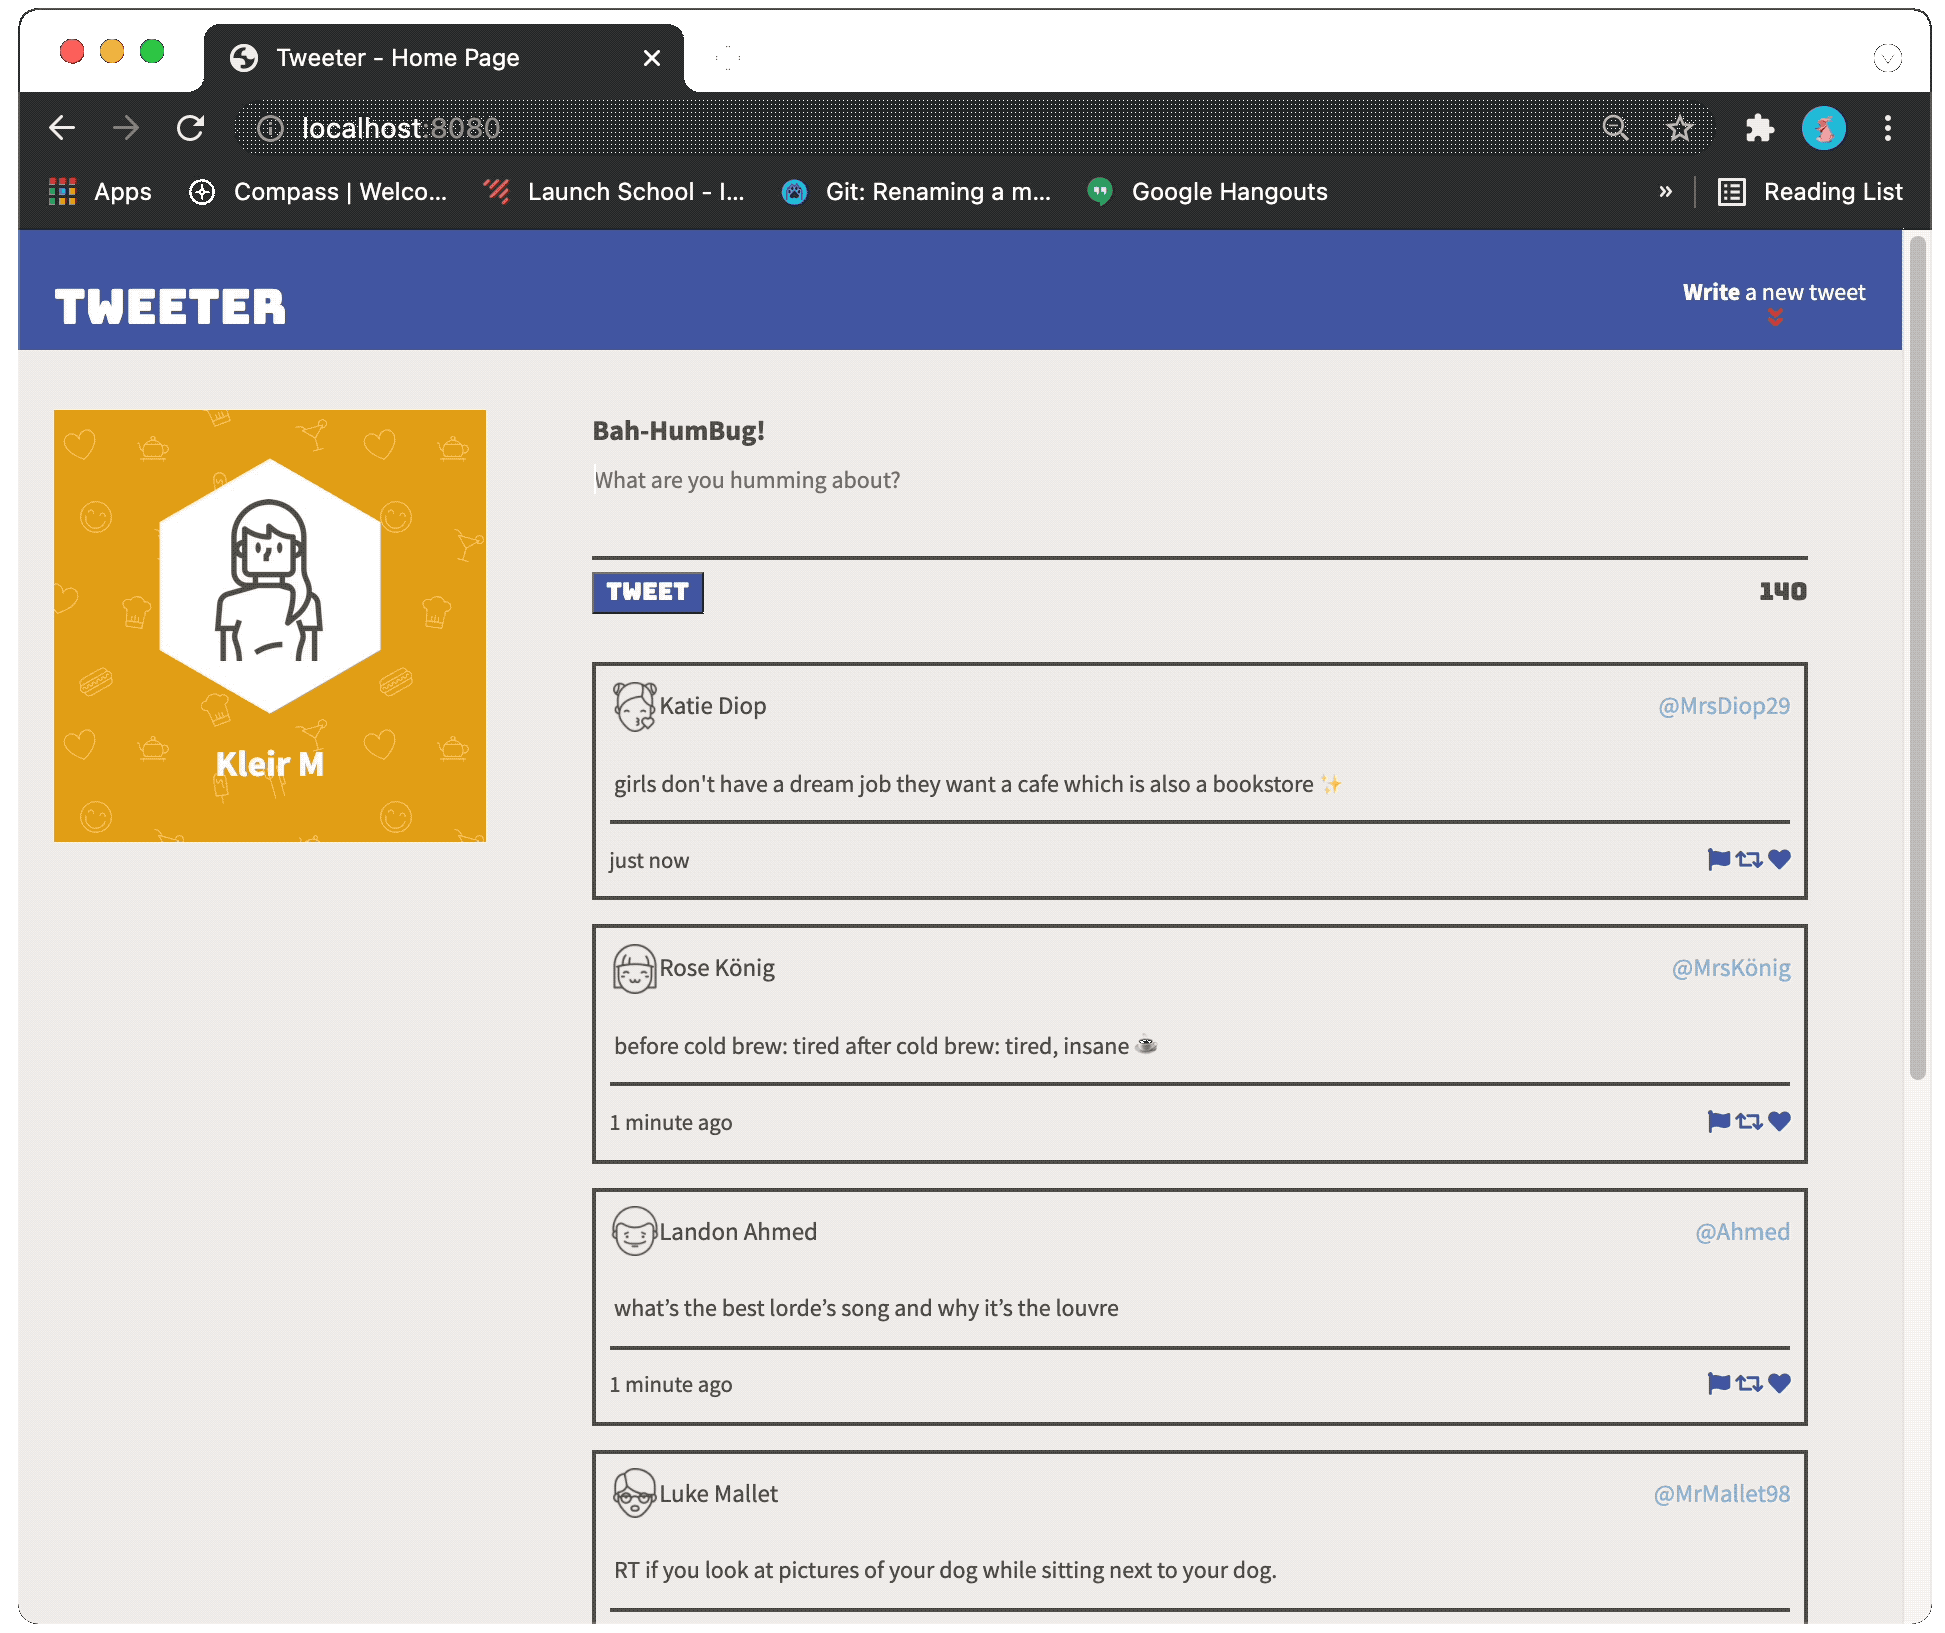 Tweeter - Home Page
localhost:8080
Apps
Compass | Welco...
Launch School - I...
Git: Renaming a m...
Google Hangouts
»
Reading List
TWEETER
Write a new tweet
Kleir M
Bah-HumBug!
What are you humming about?
TWEET
140
Katie Diop
@MrsDiop29
girls don't have a dream job they want a cafe which is also a bookstore ✨
just now
Rose König
@MrsKönig
before cold brew: tired after cold brew: tired, insane ☕
1 minute ago
Landon Ahmed
@Ahmed
what’s the best lorde’s song and why it’s the louvre
1 minute ago
Luke Mallet
@MrMallet98
RT if you look at pictures of your dog while sitting next to your dog.